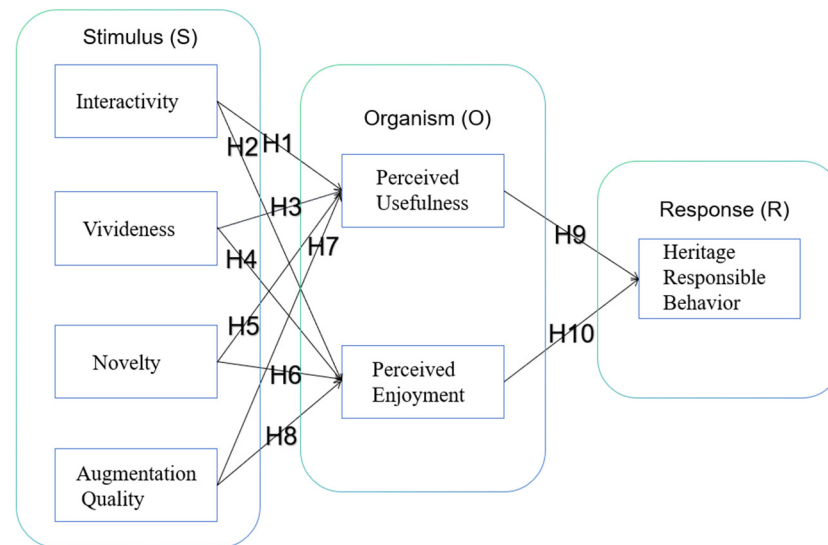 Stimulus (S)
Interactivity
Vivideness
Novelty
Augmentation
Quality
H1
H2
H3
H4
H5
H6
H7
H8
Organism (O)
Perceived
Usefulness
Perceived
Enjoyment
H9
H10
Response (R)
Heritage
Responsible
Behavior